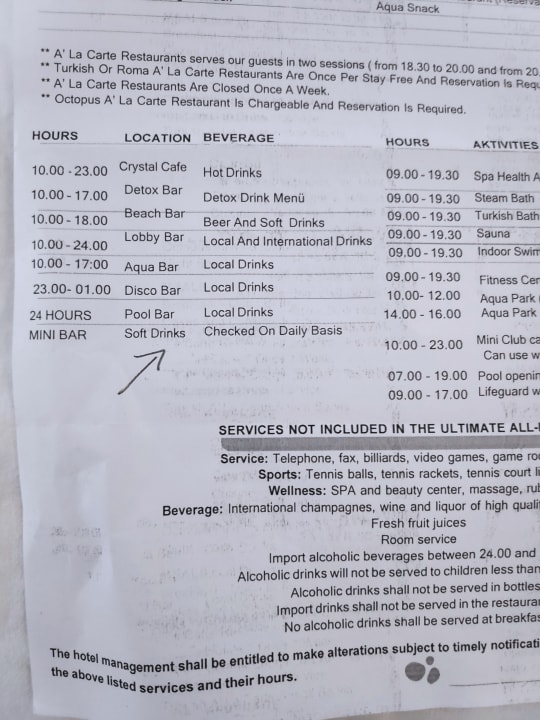 Aqua Snack
** A' La Carte Restaurants serves our guests in two sessions ( from 18.30 to 20.00 and from 20.
** Turkish Or Roma A' La Carte Restaurants Are Once Per Stay Free And Reservation Is
** A' La Carte Restaurants Are Closed Once A Week.
** Octopus A' La Carte Restaurant Is Chargeable And Reservation Is Required.
HOURS LOCATION BEVERAGE HOURS AKTIVITIES
10.00 - 23.00 Crystal Cafe Hot Drinks 09.00 - 19.30 Spa Health
10.00 - 17.00 Detox Bar Detox Drink Menü 09.00 - 19.30 Steam Bath
10.00 - 18.00 Beach Bar Beer And Soft Drinks 09.00 - 19.30 Turkish Bath
10.00 - 24.00 Lobby Bar Local And International Drinks 09.00 - 19.30 Sauna
10.00 - 17:00 Aqua Bar Local Drinks 09.00 - 19.30 Indoor Swim
23.00- 01.00 Disco Bar Local Drinks 09.00 - 19.30 Fitness Cen
10.00- 12.00 Aqua Park
24 HOURS Pool Bar Local Drinks 14.00 - 16.00 Aqua Park
MINI BAR Soft Drinks Checked On Daily Basis 10.00 - 23.00 Mini Club ca
Can use w
07.00 - 19.00 Pool openin
09.00 - 17.00 Lifeguard w
SERVICES NOT INCLUDED IN THE ULTIMATE ALL-
Service: Telephone, fax, billiards, video games, game roo
Sports: Tennis balls, tennis rackets, tennis court li
Wellness: SPA and beauty center, massage, rub
Beverage: International champagnes, wine and liquor of high quali
Fresh fruit juices
Room service
Import alcoholic beverages between 24.00 and
Alcoholic drinks will not be served to children less than
Alcoholic drinks shall not be served in bottles
Import drinks shall not be served in the restauran
No alcoholic drinks shall be served at breakfas
The hotel management shall be entitled to make alterations subject to timely notificati
the above listed services and their hours.